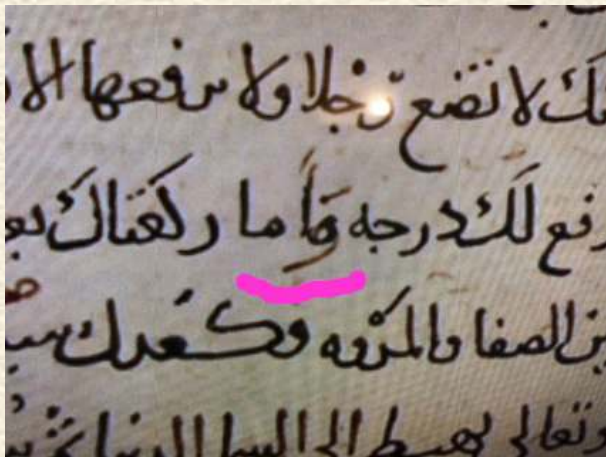 لا تضع رجلا ولا ترفعها الا
رفع لك درجه واما ركعتاك
بين الصفا والمروه
وتعالى يهبط الى السما الدنيا